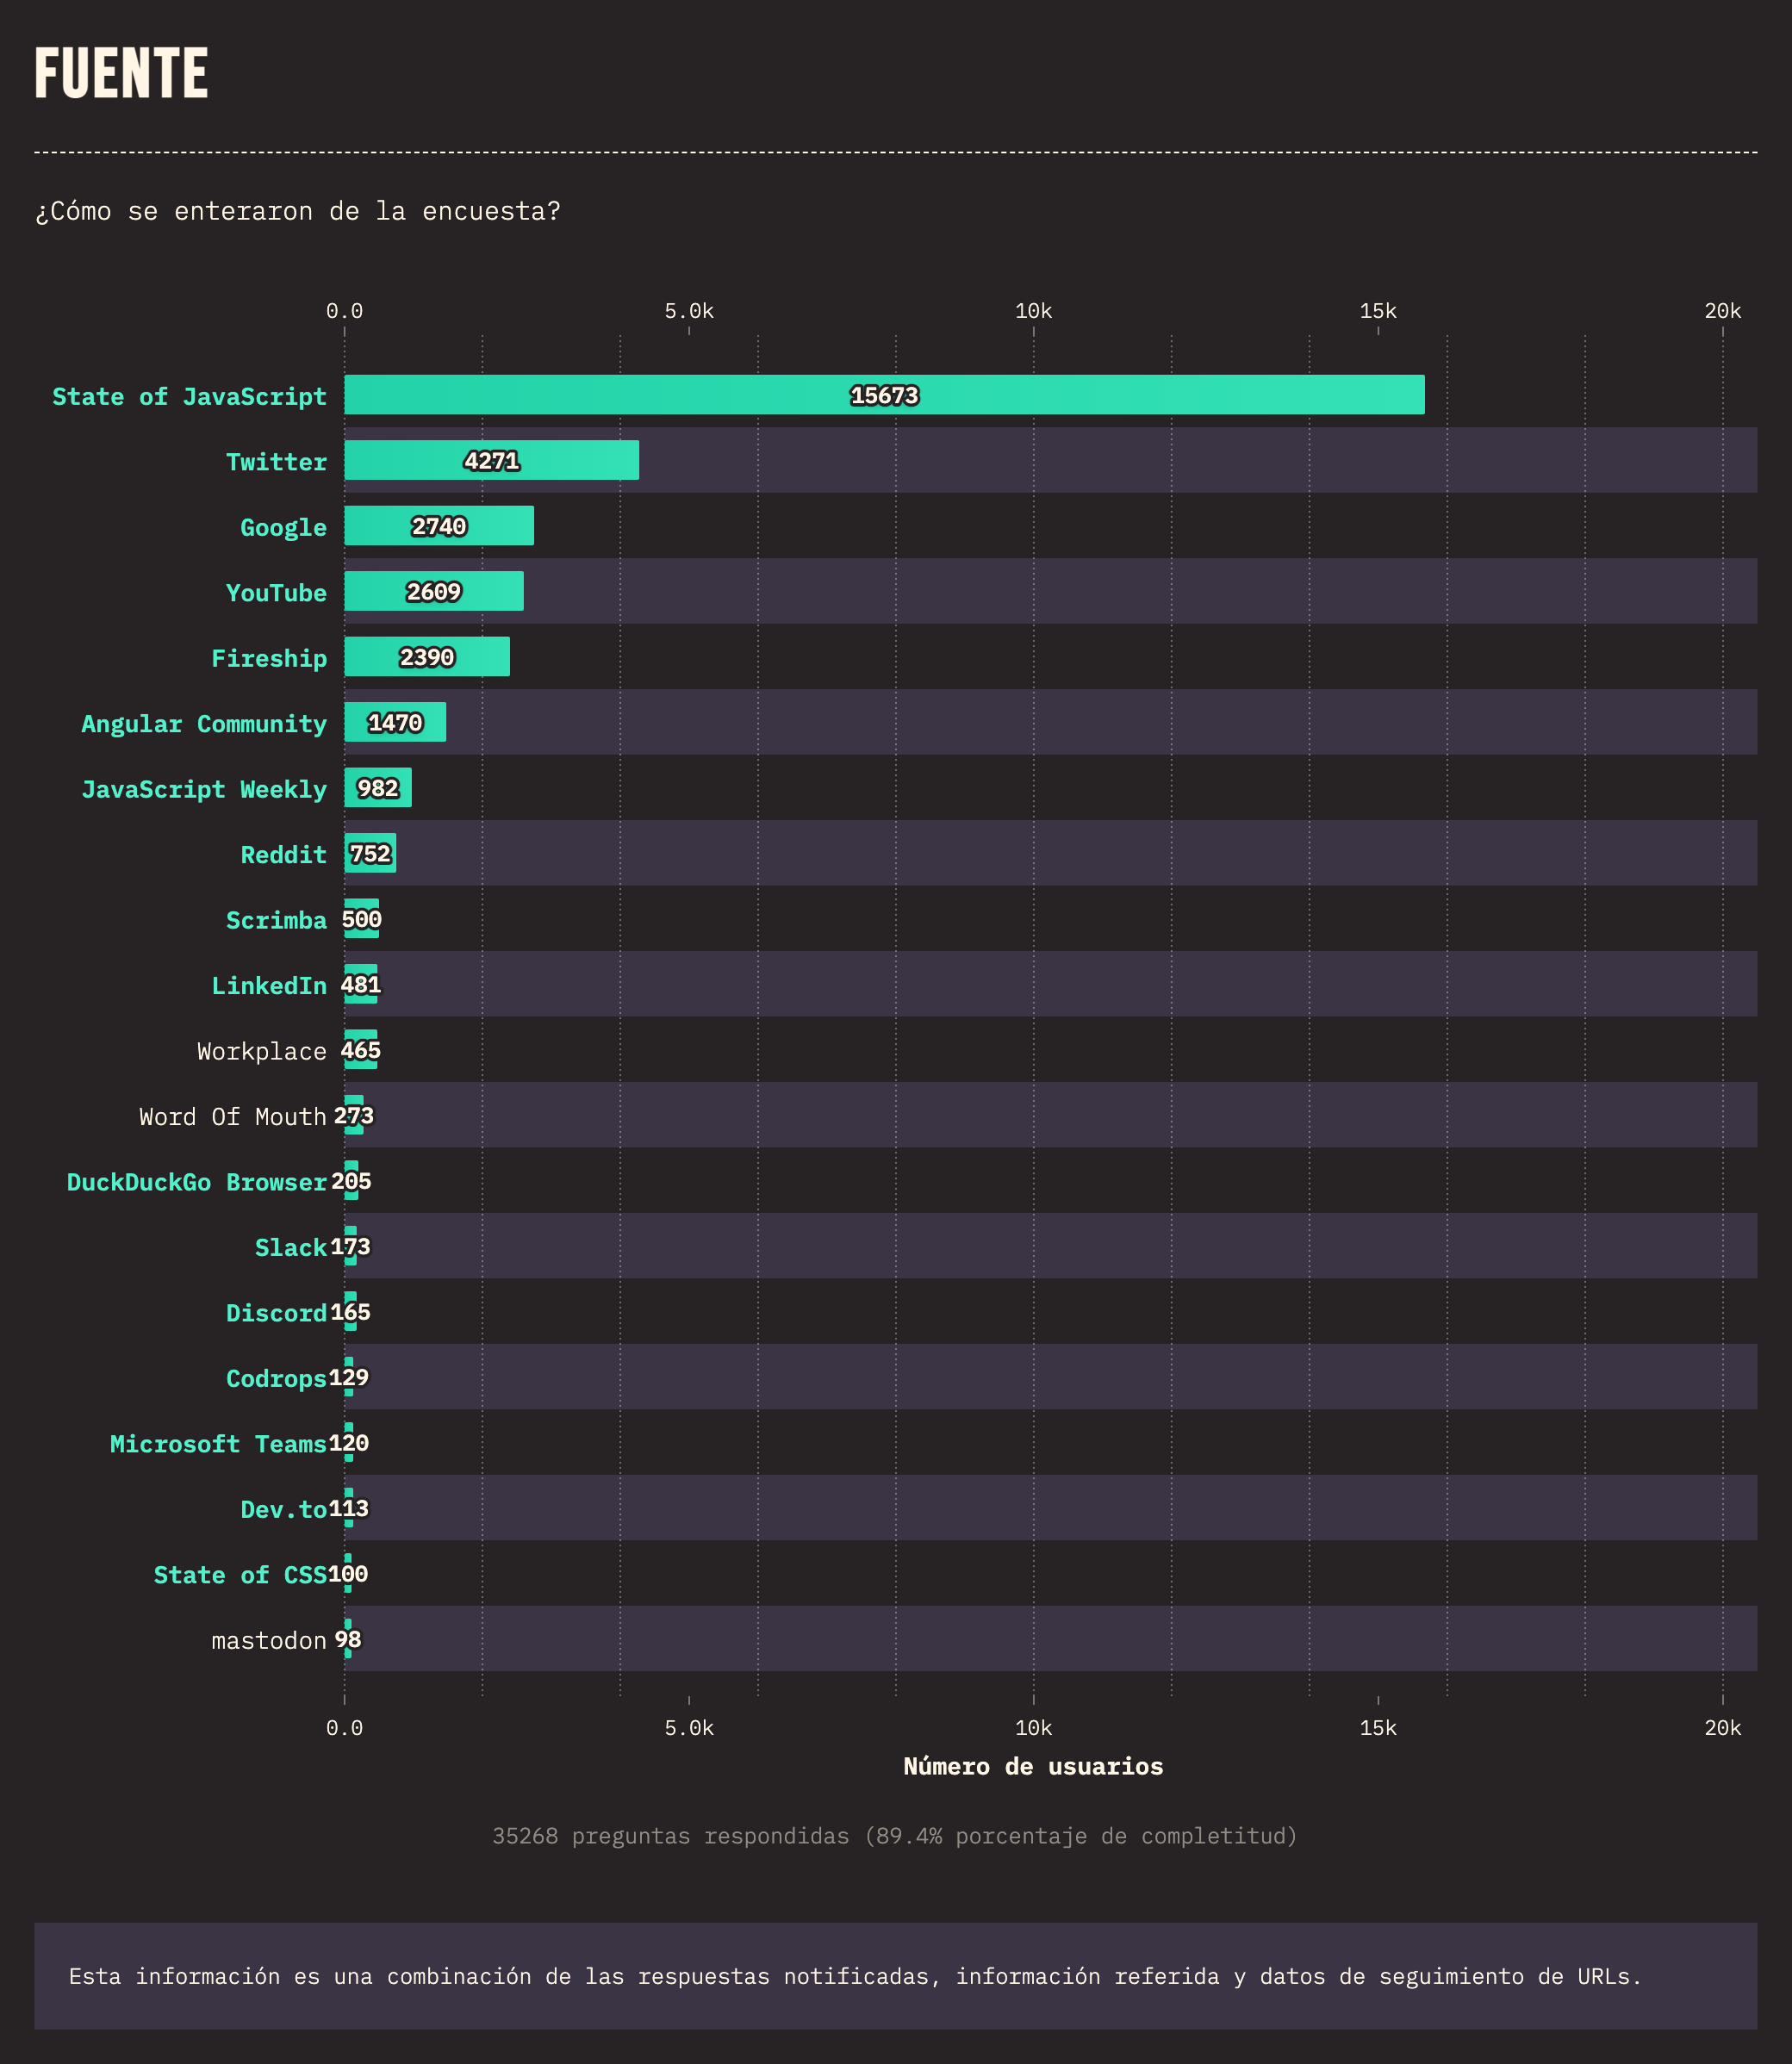 FUENTE
¿Cómo se enteraron de la encuesta?
0.0 5.0k 10k 15k 20k
State of JavaScript 15673
Twitter 4271
Google 2740
YouTube 2609
Fireship 2390
Angular Community 1470
JavaScript Weekly 982
Reddit 752
Scrimba 500
LinkedIn 481
Workplace 465
Word Of Mouth 273
DuckDuckGo Browser 205
Slack 173
Discord 165
Codrops 129
Microsoft Teams 120
Dev.to 113
State of CSS 100
mastodon 98
0.0 5.0k 10k 15k 20k
Número de usuarios
35268 preguntas respondidas (89.4% porcentaje de completitud)
Esta información es una combinación de las respuestas notificadas, información referida y datos de seguimiento de URLs.